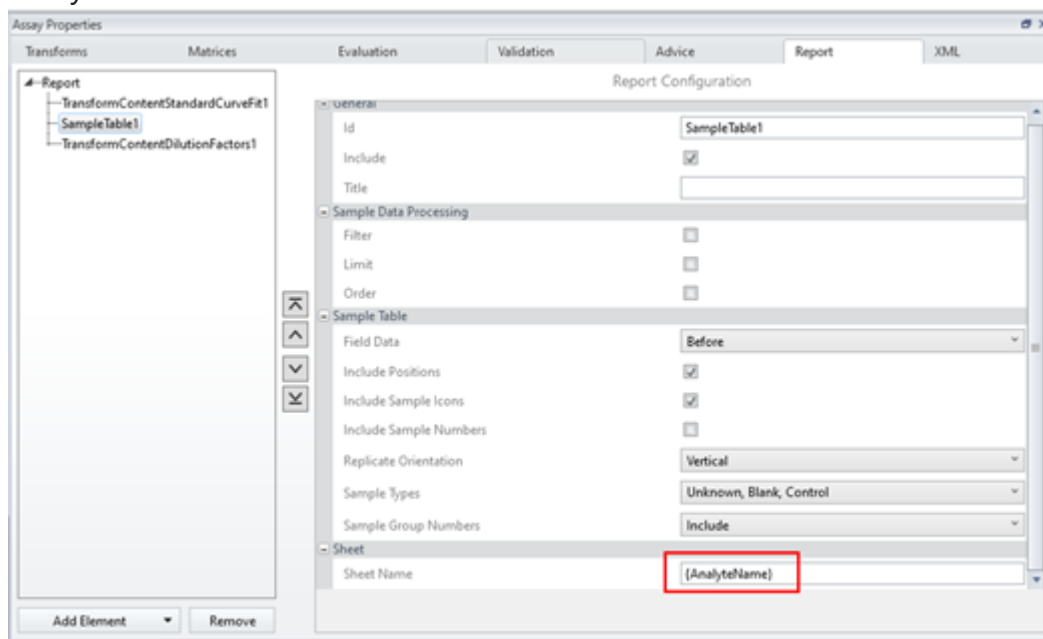 Assay Properties
Transforms Matrices Evaluation Validation Advice Report XML
Report
TransformContentStandardCurveFit1
SampleTable1
TransformContentDilutionFactors1
Report Configuration
General
Id SampleTable1
Include
Title
Sample Data Processing
Filter
Limit
Order
Sample Table
Field Data Before
Include Positions
Include Sample Icons
Include Sample Numbers
Replicate Orientation Vertical
Sample Types Unknown, Blank, Control
Sample Group Numbers Include
Sheet
Sheet Name {AnalyteName}
Add Element Remove